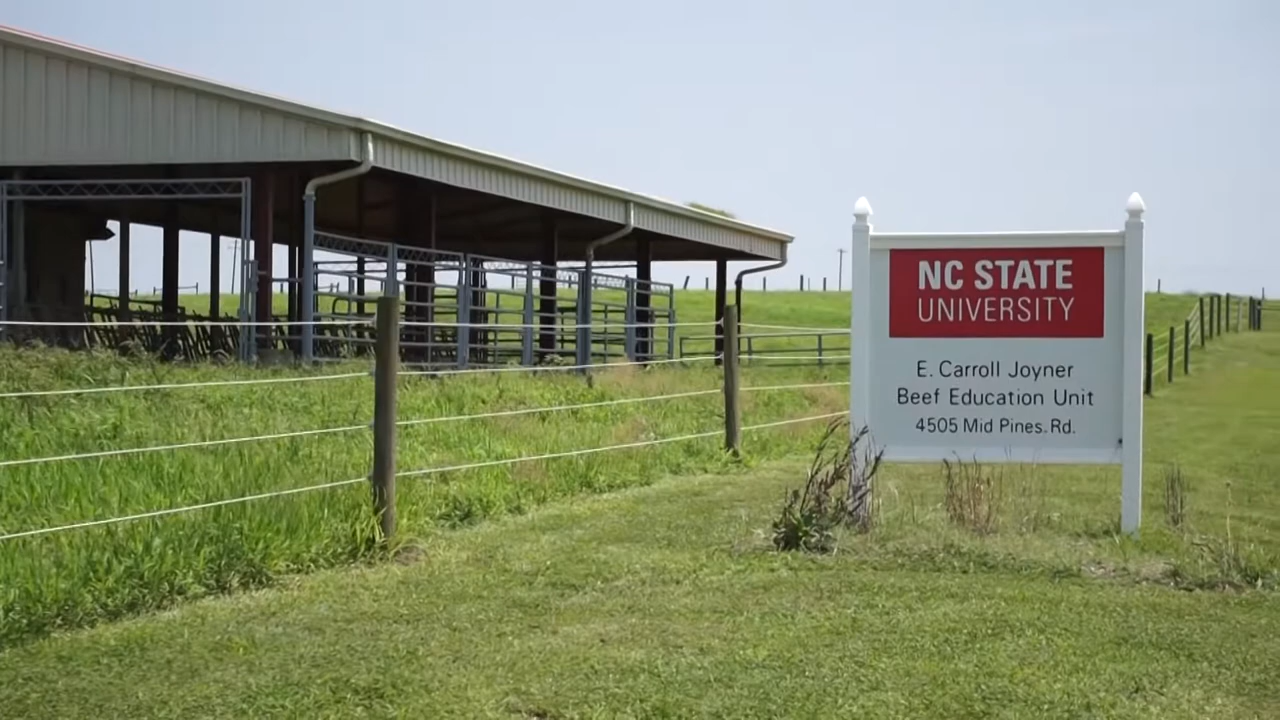 NC STATE
UNIVERSITY
E. Carroll Joyner
Beef Education Unit
4505 Mid Pines Rd.